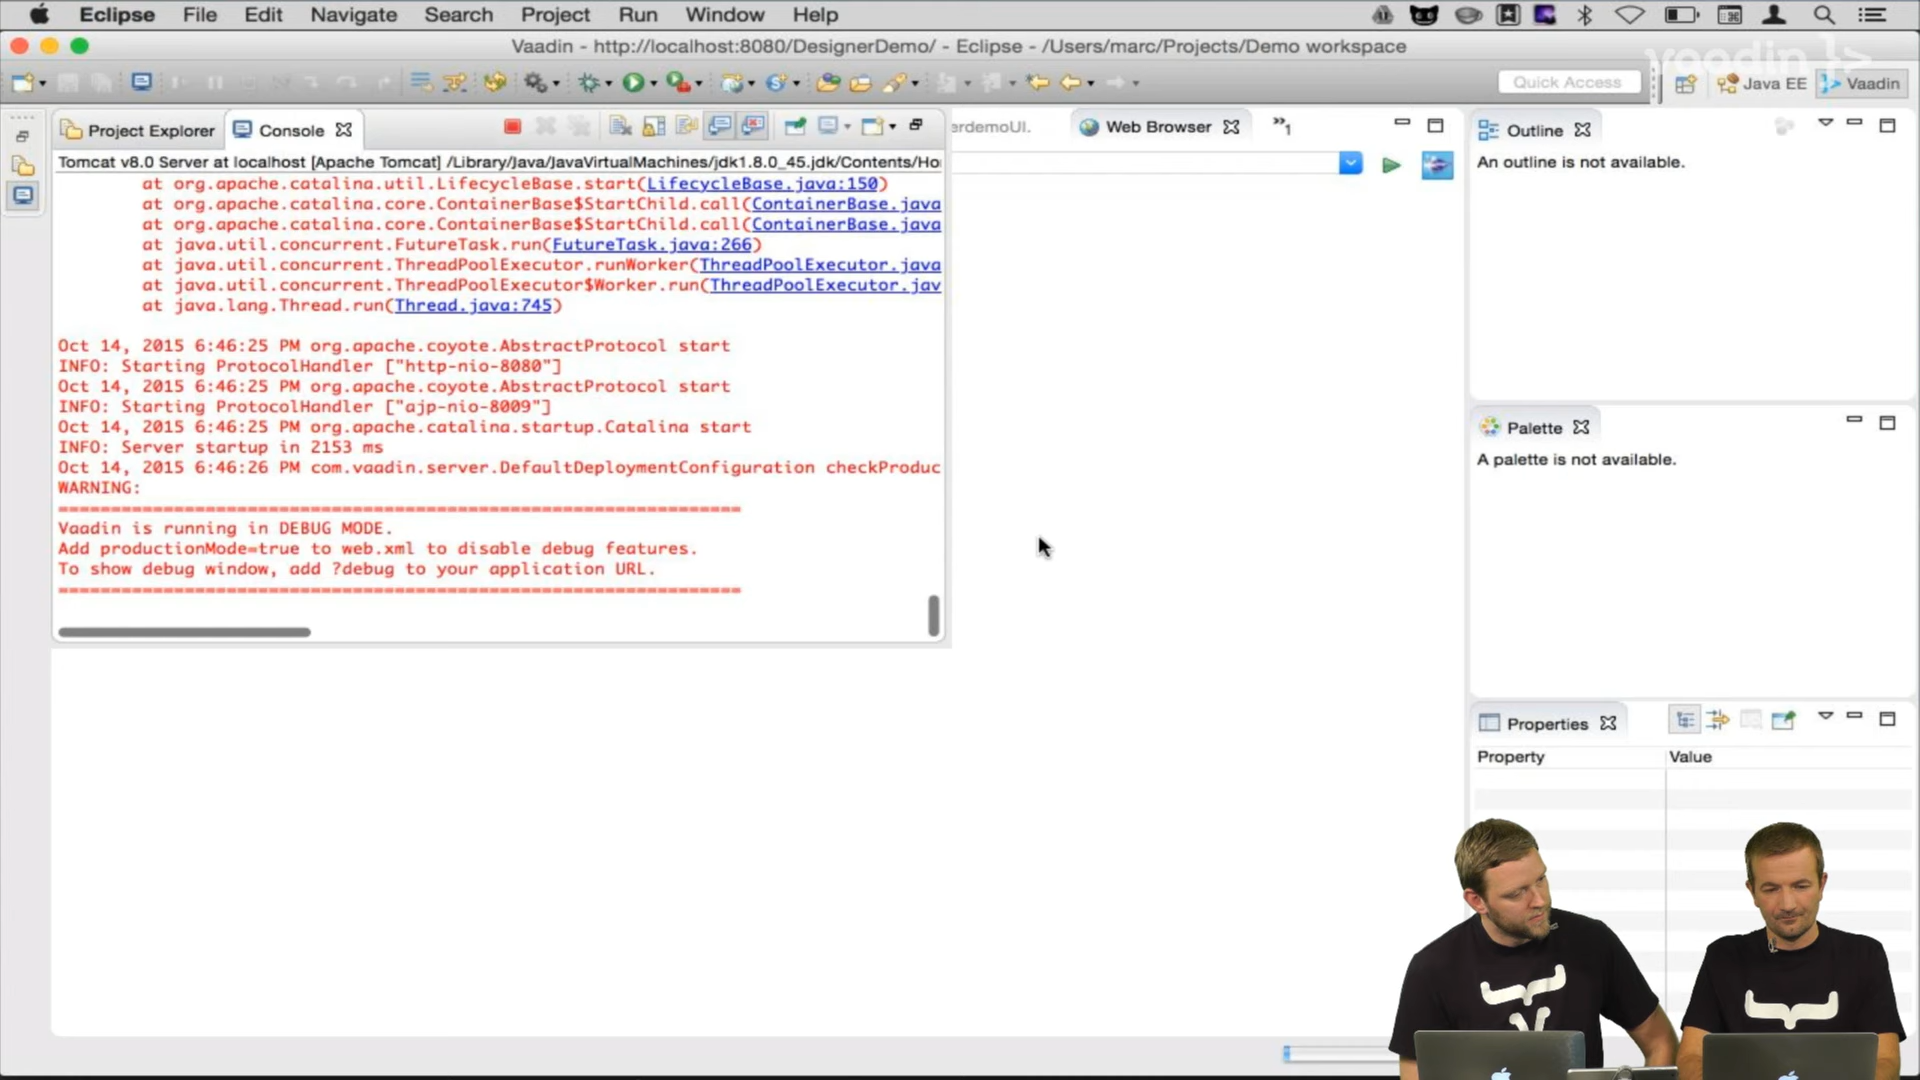 Eclipse File Edit Navigate Search Project Run Window Help
Vaadin - http://localhost:8080/DesignerDemo/ - Eclipse - /Users/marc/Projects/Demo workspace
vaadin
Quick Access
Java EE
Vaadin
Project Explorer
Console
erdemoUI.
Web Browser
1
Outline
An outline is not available.
Tomcat v8.0 Server at localhost [Apache Tomcat] /Library/Java/JavaVirtualMachines/jdk1.8.0_45.jdk/Contents/Ho
at org.apache.catalina.util.LifecycleBase.start(LifecycleBase.java:150)
at org.apache.catalina.core.ContainerBase$StartChild.call(ContainerBase.java
at org.apache.catalina.core.ContainerBase$StartChild.call(ContainerBase.java
at java.util.concurrent.FutureTask.run(FutureTask.java:266)
at java.util.concurrent.ThreadPoolExecutor.runWorker(ThreadPoolExecutor.java
at java.util.concurrent.ThreadPoolExecutor$Worker.run(ThreadPoolExecutor.jav
at java.lang.Thread.run(Thread.java:745)
Oct 14, 2015 6:46:25 PM org.apache.coyote.AbstractProtocol start
INFO: Starting ProtocolHandler ["http-nio-8080"]
Oct 14, 2015 6:46:25 PM org.apache.coyote.AbstractProtocol start
INFO: Starting ProtocolHandler ["ajp-nio-8009"]
Oct 14, 2015 6:46:25 PM org.apache.catalina.startup.Catalina start
INFO: Server startup in 2153 ms
Oct 14, 2015 6:46:26 PM com.vaadin.server.DefaultDeploymentConfiguration checkProduc
WARNING:
=================================================================
Vaadin is running in DEBUG MODE.
Add productionMode=true to web.xml to disable debug features.
To show debug window, add ?debug to your application URL.
=================================================================
Palette
A palette is not available.
Properties
Property Value